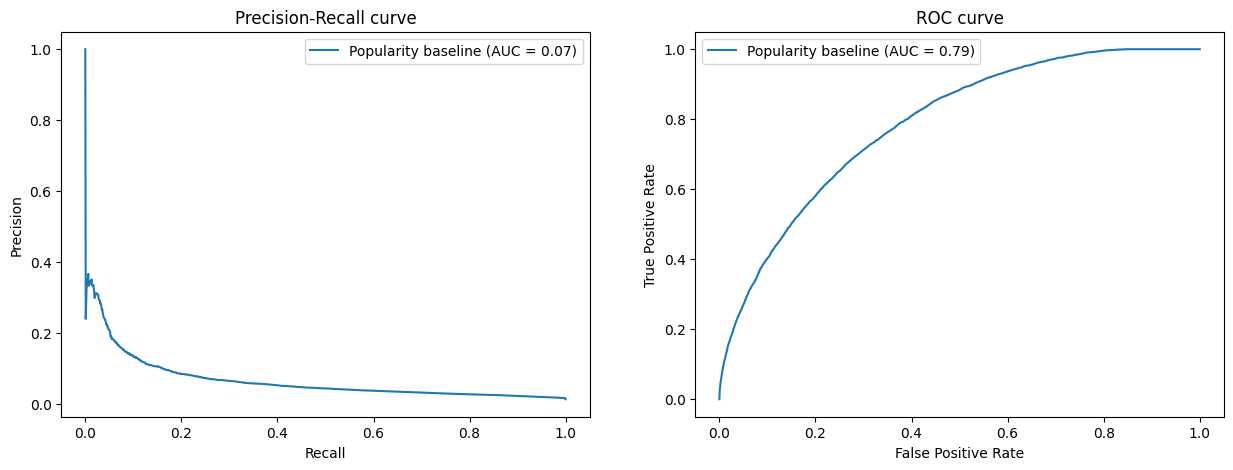 Precision-Recall curve
Popularity baseline (AUC = 0.07)
1.0
0.8
0.6
0.4
0.2
0.0
Precision
0.0 0.2 0.4 0.6 0.8 1.0
Recall
ROC curve
Popularity baseline (AUC = 0.79)
1.0
0.8
0.6
0.4
0.2
0.0
True Positive Rate
0.0 0.2 0.4 0.6 0.8 1.0
False Positive Rate